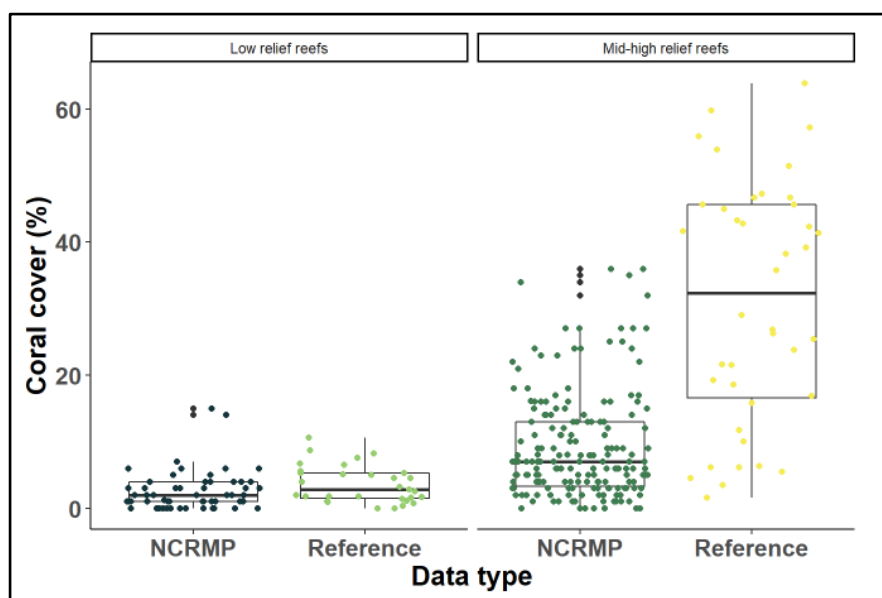 Low relief reefs
Mid-high relief reefs
Coral cover (%)
60
40
20
0
NCRMP
Reference
NCRMP
Reference
Data type